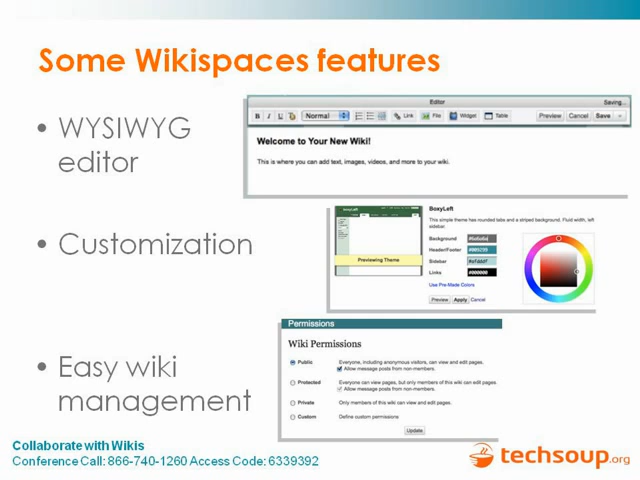 Some Wikispaces features
• WYSIWYG
editor
Editor
Saving...
B I U Normal Link File Widget Table Preview Cancel Save
Welcome to Your New Wiki!
This is where you can add text, images, videos, and more to your wiki.
• Customization
Previewing Theme
BoxyLeft
This simple theme has rounded tabs and a striped background. Fluid width, left
sidebar.
Background
Header/Footer
Sidebar
Links #000000
Use Pre-Made Colors
Preview Apply Cancel
• Easy wiki
management
Permissions
Wiki Permissions
Public Everyone, including anonymous visitors, can view and edit pages.
Allow message posts from non-members.
Protected Everyone can view pages, but only members of this wiki can edit pages.
Allow message posts from non-members.
Private Only members of this wiki can view and edit pages.
Custom Define custom permissions
Update
Collaborate with Wikis
Conference Call: 866-740-1260 Access Code: 6339392
techsoup.org